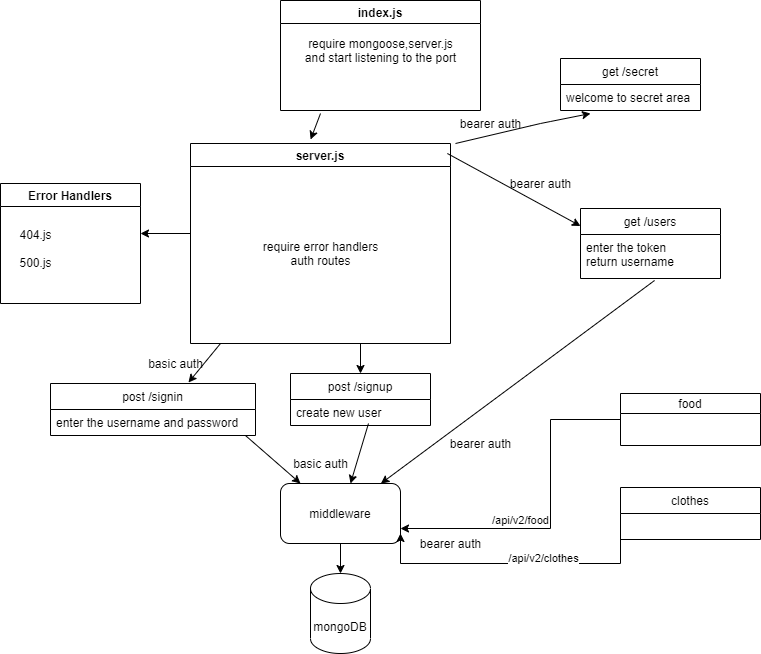 index.js
require mongoose,server.js
and start listening to the port
get /secret
welcome to secret area
bearer auth
server.js
require error handlers
auth routes
Error Handlers
404.js
500.js
bearer auth
get /users
enter the token
return username
basic auth
post /signin
enter the username and password
post /signup
create new user
food
bearer auth
basic auth
clothes
middleware
/api/v2/food
bearer auth
/api/v2/clothes
mongoDB